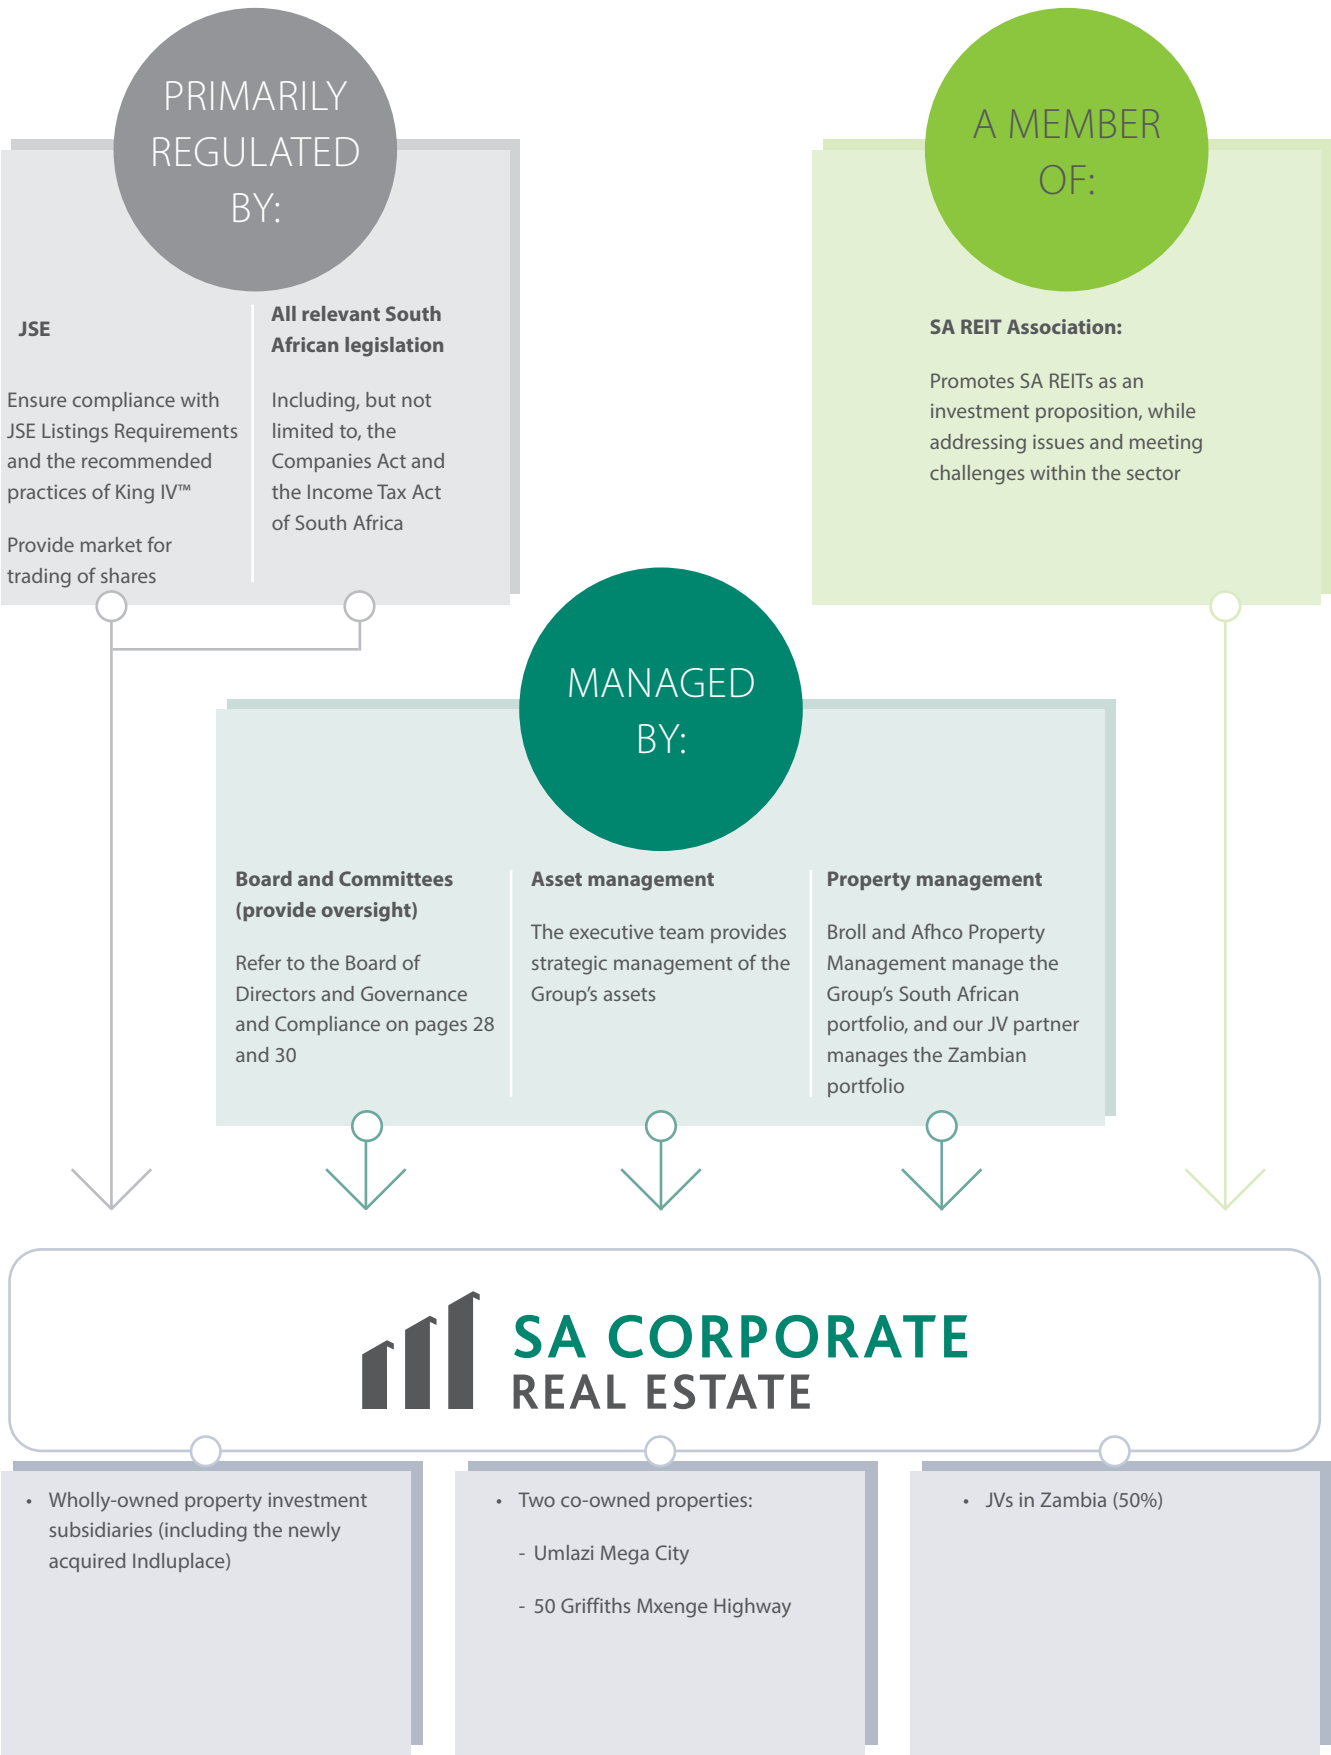 PRIMARILY
REGULATED
BY:
JSE
Ensure compliance with
JSE Listings Requirements
and the recommended
practices of King IV™
Provide market for
trading of shares
All relevant South
African legislation
Including, but not
limited to, the
Companies Act and
the Income Tax Act
of South Africa
A MEMBER
OF:
SA REIT Association:
Promotes SA REITs as an
investment proposition, while
addressing issues and meeting
challenges within the sector
MANAGED
BY:
Board and Committees
(provide oversight)
Refer to the Board of
Directors and Governance
and Compliance on pages 28
and 30
Asset management
The executive team provides
strategic management of the
Group's assets
Property management
Broll and Afhco Property
Management manage the
Group's South African
portfolio, and our JV partner
manages the Zambian
portfolio
SA CORPORATE
REAL ESTATE
• Wholly-owned property investment
subsidiaries (including the newly
acquired Indluplace)
• Two co-owned properties:
- Umlazi Mega City
- 50 Griffiths Mxenge Highway
• JVs in Zambia (50%)